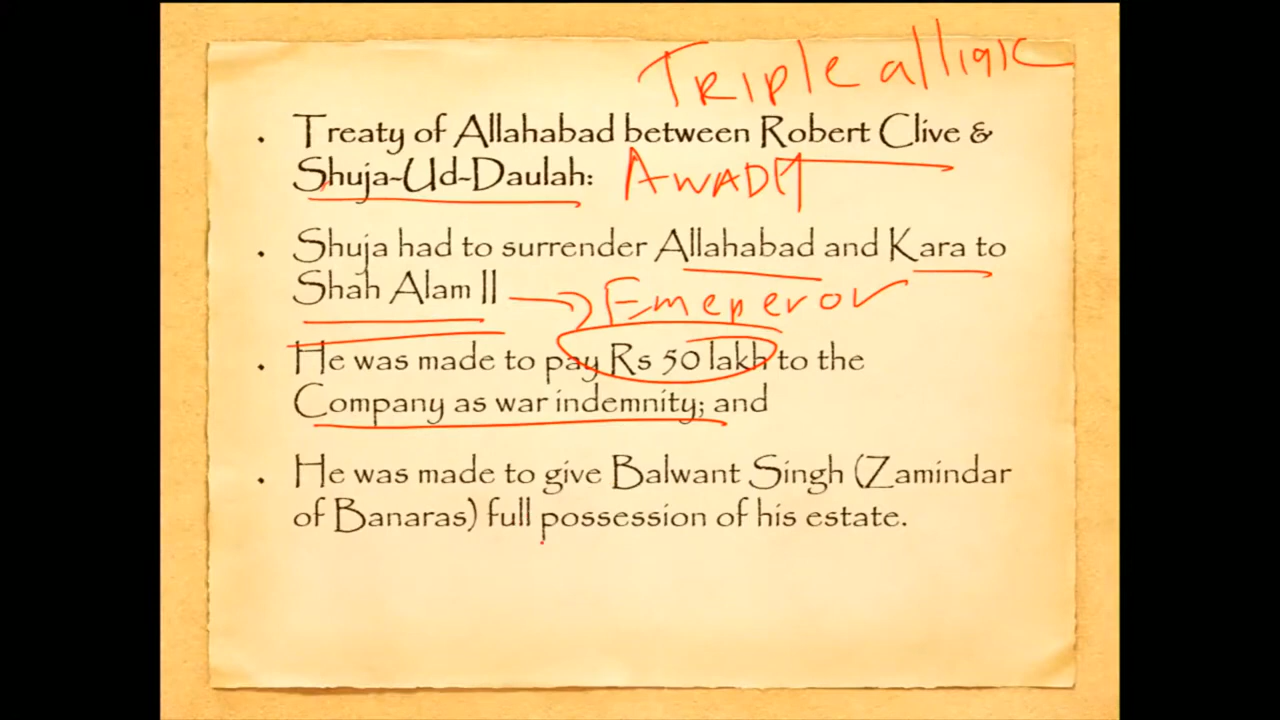 Triple
• Treaty of Allahabad between Robert Clive &
Shuja-Ud-Daulah: AWADH
• Shuja had to surrender Allahabad and Kara to
Shah Alam II Emeperor
• He was made to pay Rs 50 lakh to the
Company as war indemnity; and
• He was made to give Balwant Singh (Zamindar
of Banaras) full possession of his estate.